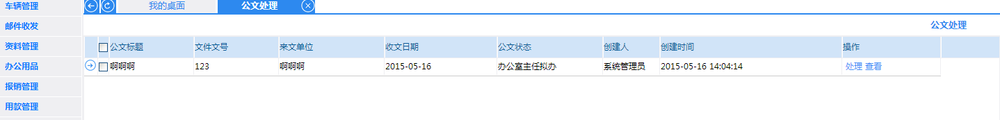 车辆管理
我的桌面
公文处理
邮件收发
公文处理
资料管理
公文标题 文件文号 来文单位 收文日期 公文状态 创建人 创建时间 操作
办公用品
啊啊啊 123 啊啊啊 2015-05-16 办公室主任拟办 系统管理员 2015-05-16 14:04:14 处理 查看
报销管理
用款管理